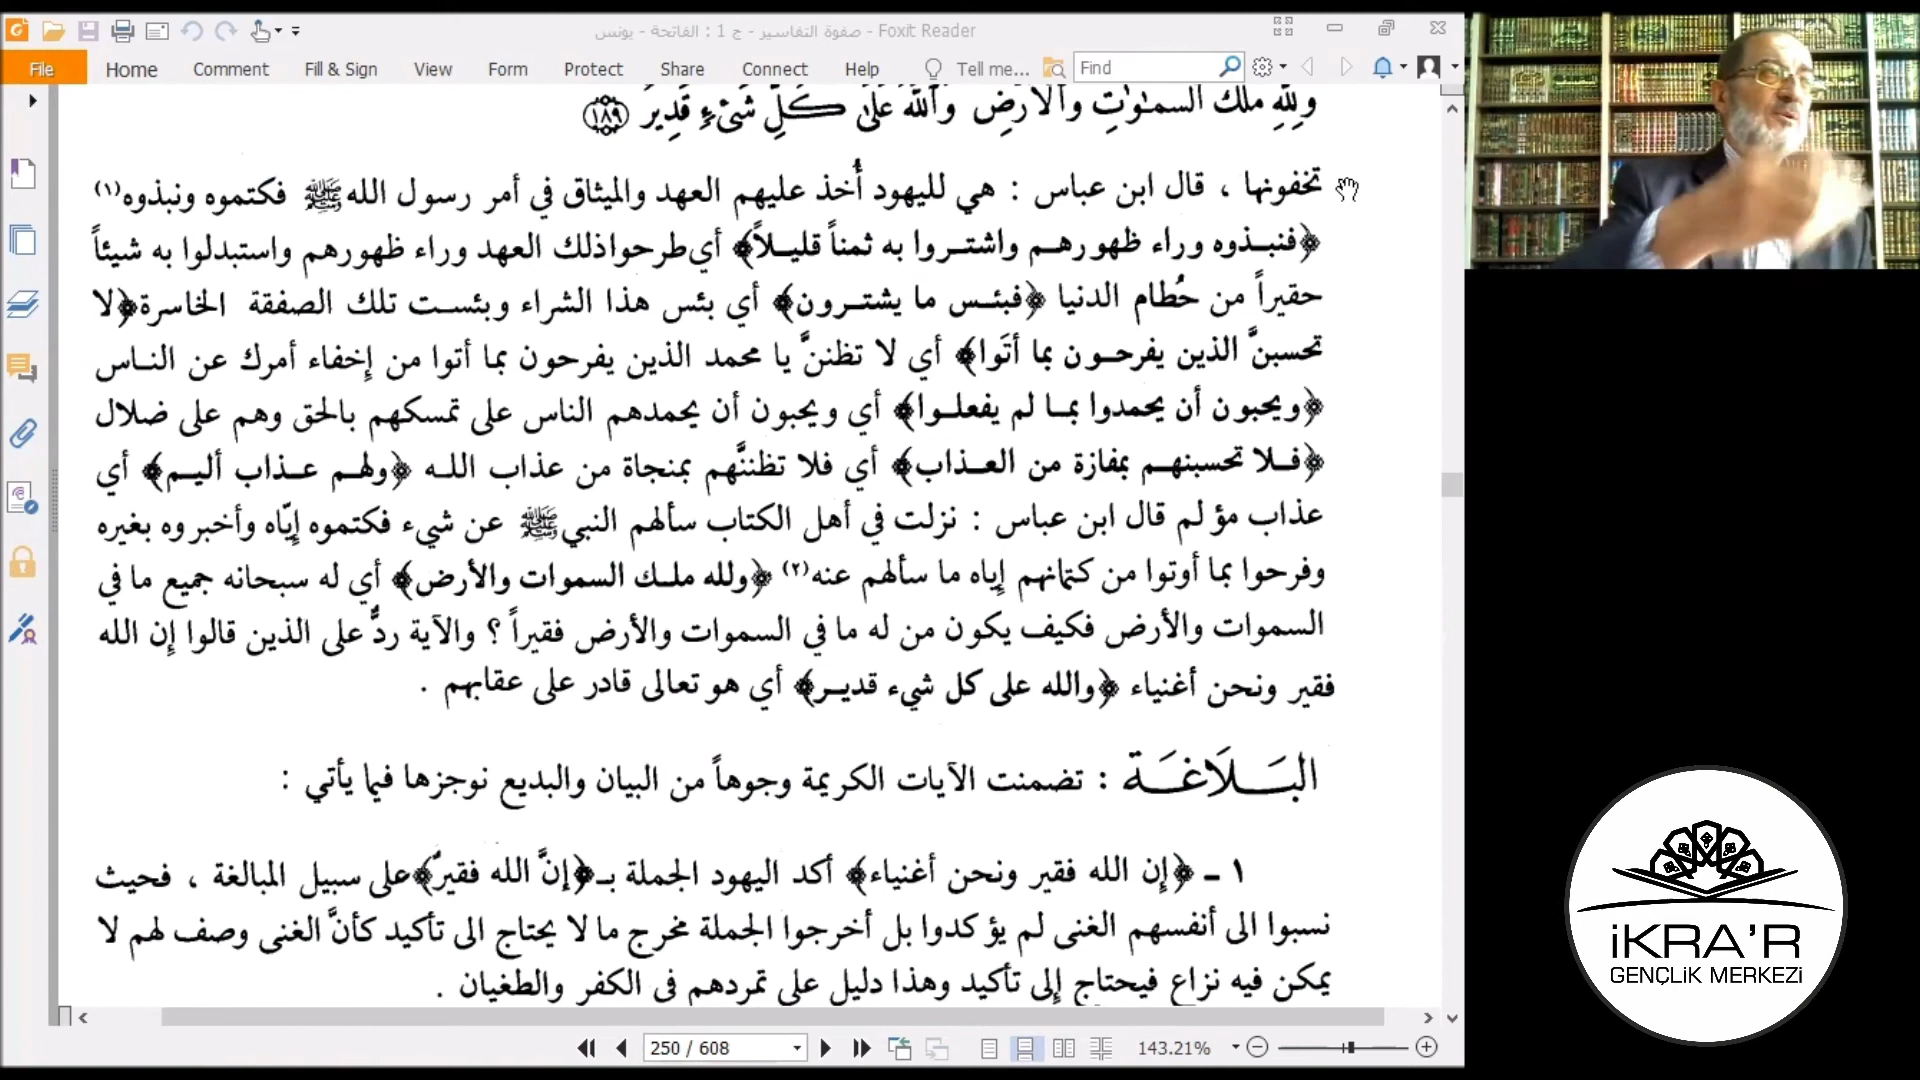 صفوة التفاسير - ج 1 : الفاتحة - يونس - Foxit Reader
File Home Comment Fill & Sign View Form Protect Share Connect Help Tell me... Find
وَلِلَّهِ مُلْكُ السَّمَٰوَٰتِ وَالْأَرْضِ وَاللَّهُ عَلَىٰ كُلِّ شَيْءٍ قَدِيرٌ ١٨٩
تخفونها ، قال ابن عباس : هي لليهود أُخذ عليهم العهد والميثاق في أمر رسول الله ﷺ فكتموه ونبذوه(١)
﴿فنبذوه وراء ظهورهم واشتروا به ثمناً قليلاً﴾ أي طرحوا ذلك العهد وراء ظهورهم واستبدلوا به شيئاً
حقيراً من حُطام الدنيا ﴿فبئس ما يشترون﴾ أي بئس هذا الشراء وبئست تلك الصفقة الخاسرة ﴿لا
تحسبنَّ الذين يفرحون بما أتَوا﴾ أي لا تظننَّ يا محمد الذين يفرحون بما أتوا من إخفاء أمرك عن الناس
﴿ويحبون أن يحمدوا بما لم يفعلوا﴾ أي ويحبون أن يحمدهم الناس على تمسكهم بالحق وهم على ضلال
﴿فلا تحسبنهم بمفازة من العذاب﴾ أي فلا تظننَّهم بمنجاة من عذاب الله ﴿ولهم عذاب أليم﴾ أي
عذاب مؤلم قال ابن عباس : نزلت في أهل الكتاب سألهم النبي ﷺ عن شيء فكتموه إيّاه وأخبروه بغيره
وفرحوا بما أوتوا من كتمانهم إياه ما سألهم عنه(٢) ﴿ولله ملك السموات والأرض﴾ أي له سبحانه جميع ما في
السموات والأرض فكيف يكون من له ما في السموات والأرض فقيراً ؟ والآية ردٌّ على الذين قالوا إن الله
فقير ونحن أغنياء ﴿والله على كل شيء قدير﴾ أي هو تعالى قادر على عقابهم .
البَلَاغَة : تضمنت الآيات الكريمة وجوهاً من البيان والبديع نوجزها فيما يأتي :
١ - ﴿إن الله فقير ونحن أغنياء﴾ أكد اليهود الجملة بـ ﴿إنَّ الله فقيرٌ﴾ على سبيل المبالغة ، فحيث
نسبوا الى أنفسهم الغنى لم يؤكدوا بل أخرجوا الجملة مخرج ما لا يحتاج الى تأكيد كأنَّ الغنى وصف لهم لا
يمكن فيه نزاع فيحتاج إلى تأكيد وهذا دليل على تمردهم في الكفر والطغيان .
250 / 608 143.21%
iKRA'R
GENÇLiK MERKEZi